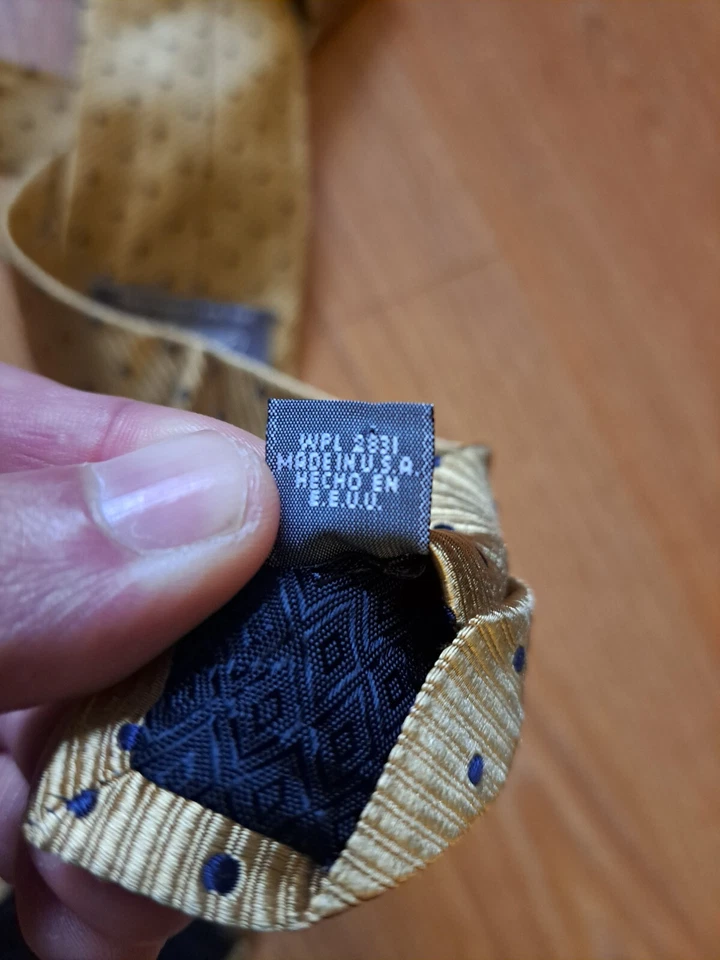 WPL 2831
MADE IN U.S.A.
HECHO EN
E.E.U.U.